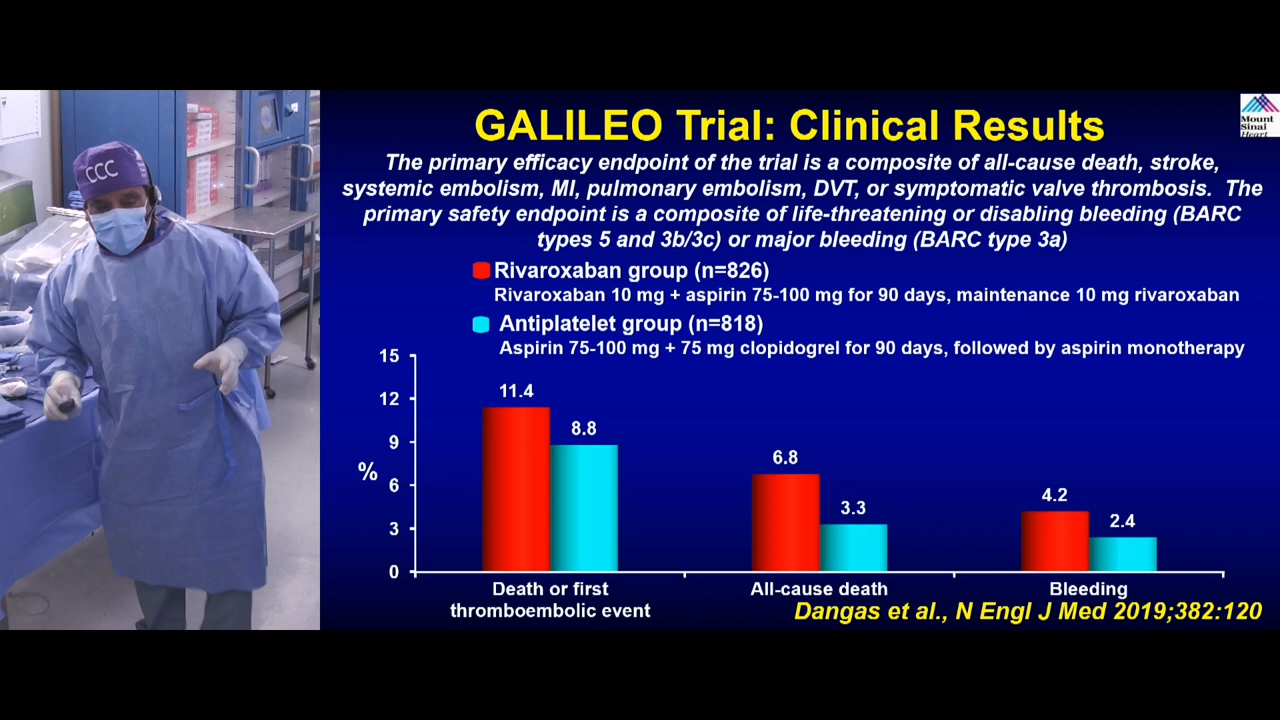 CCC
GALILEO Trial: Clinical Results
Mount
Sinai
Heart
The primary efficacy endpoint of the trial is a composite of all-cause death, stroke,
systemic embolism, MI, pulmonary embolism, DVT, or symptomatic valve thrombosis. The
primary safety endpoint is a composite of life-threatening or disabling bleeding (BARC
types 5 and 3b/3c) or major bleeding (BARC type 3a)
Rivaroxaban group (n=826)
Rivaroxaban 10 mg + aspirin 75-100 mg for 90 days, maintenance 10 mg rivaroxaban
Antiplatelet group (n=818)
Aspirin 75-100 mg + 75 mg clopidogrel for 90 days, followed by aspirin monotherapy
%
15
12
9
6
3
0
11.4
8.8
6.8
3.3
4.2
2.4
Death or first
thromboembolic event
All-cause death
Bleeding
Dangas et al., N Engl J Med 2019;382:120